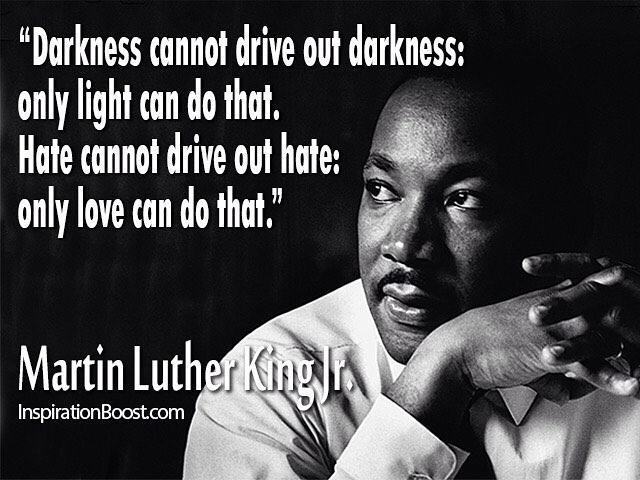 “Darkness cannot drive out darkness:
only light can do that.
Hate cannot drive out hate:
only love can do that.”
Martin Luther King Jr.
InspirationBoost.com